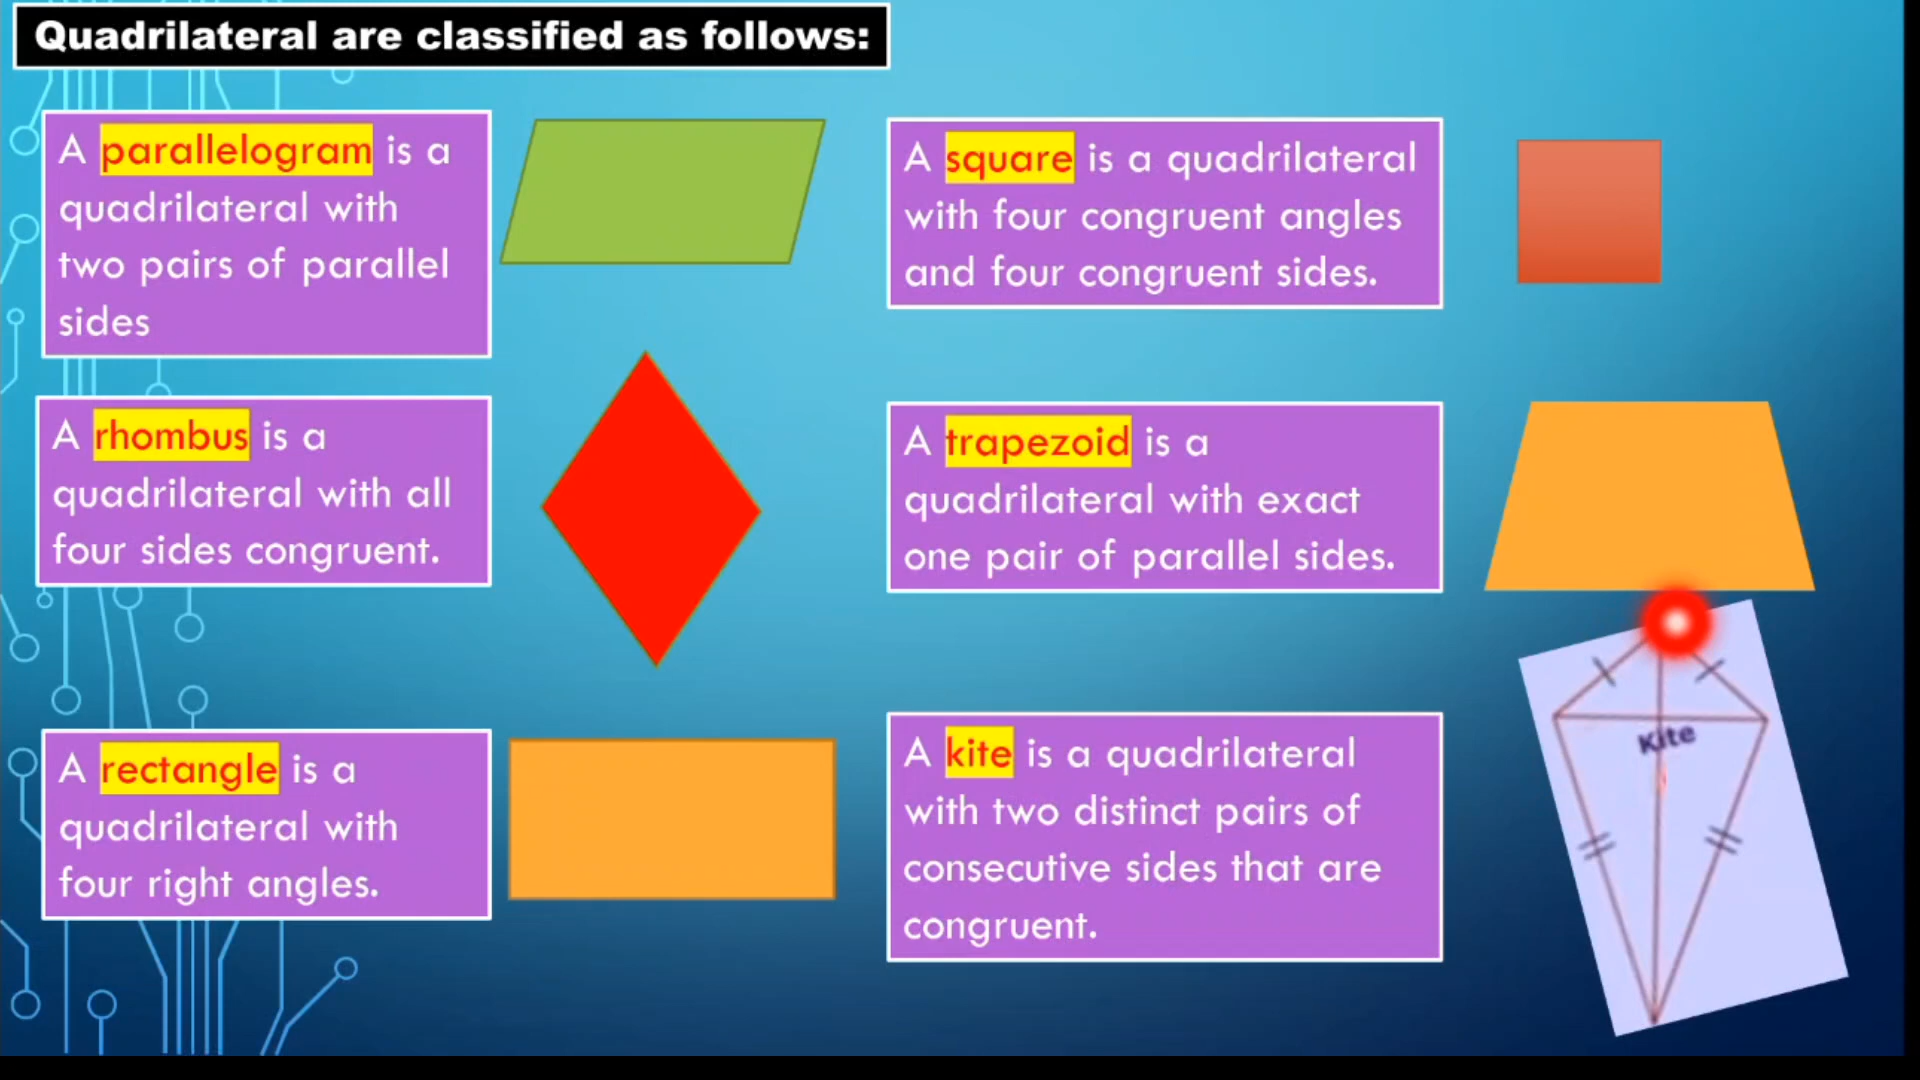 Quadrilateral are classified as follows:
A parallelogram is a
quadrilateral with
two pairs of parallel
sides
A rhombus is a
quadrilateral with all
four sides congruent.
A rectangle is a
quadrilateral with
four right angles.
A square is a quadrilateral
with four congruent angles
and four congruent sides.
A trapezoid is a
quadrilateral with exact
one pair of parallel sides.
A kite is a quadrilateral
with two distinct pairs of
consecutive sides that are
congruent.
Kite